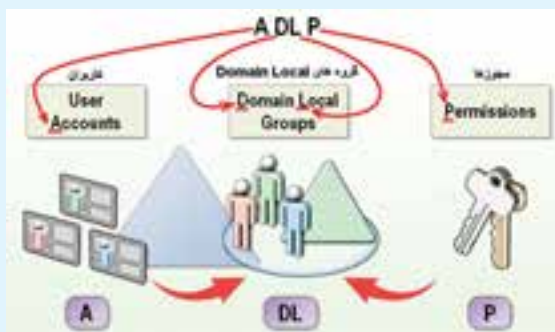 A DL P
کاربران
User
Accounts
گروه های Domain Local
Domain Local
Groups
مجوزها
Permissions
A
DL
P